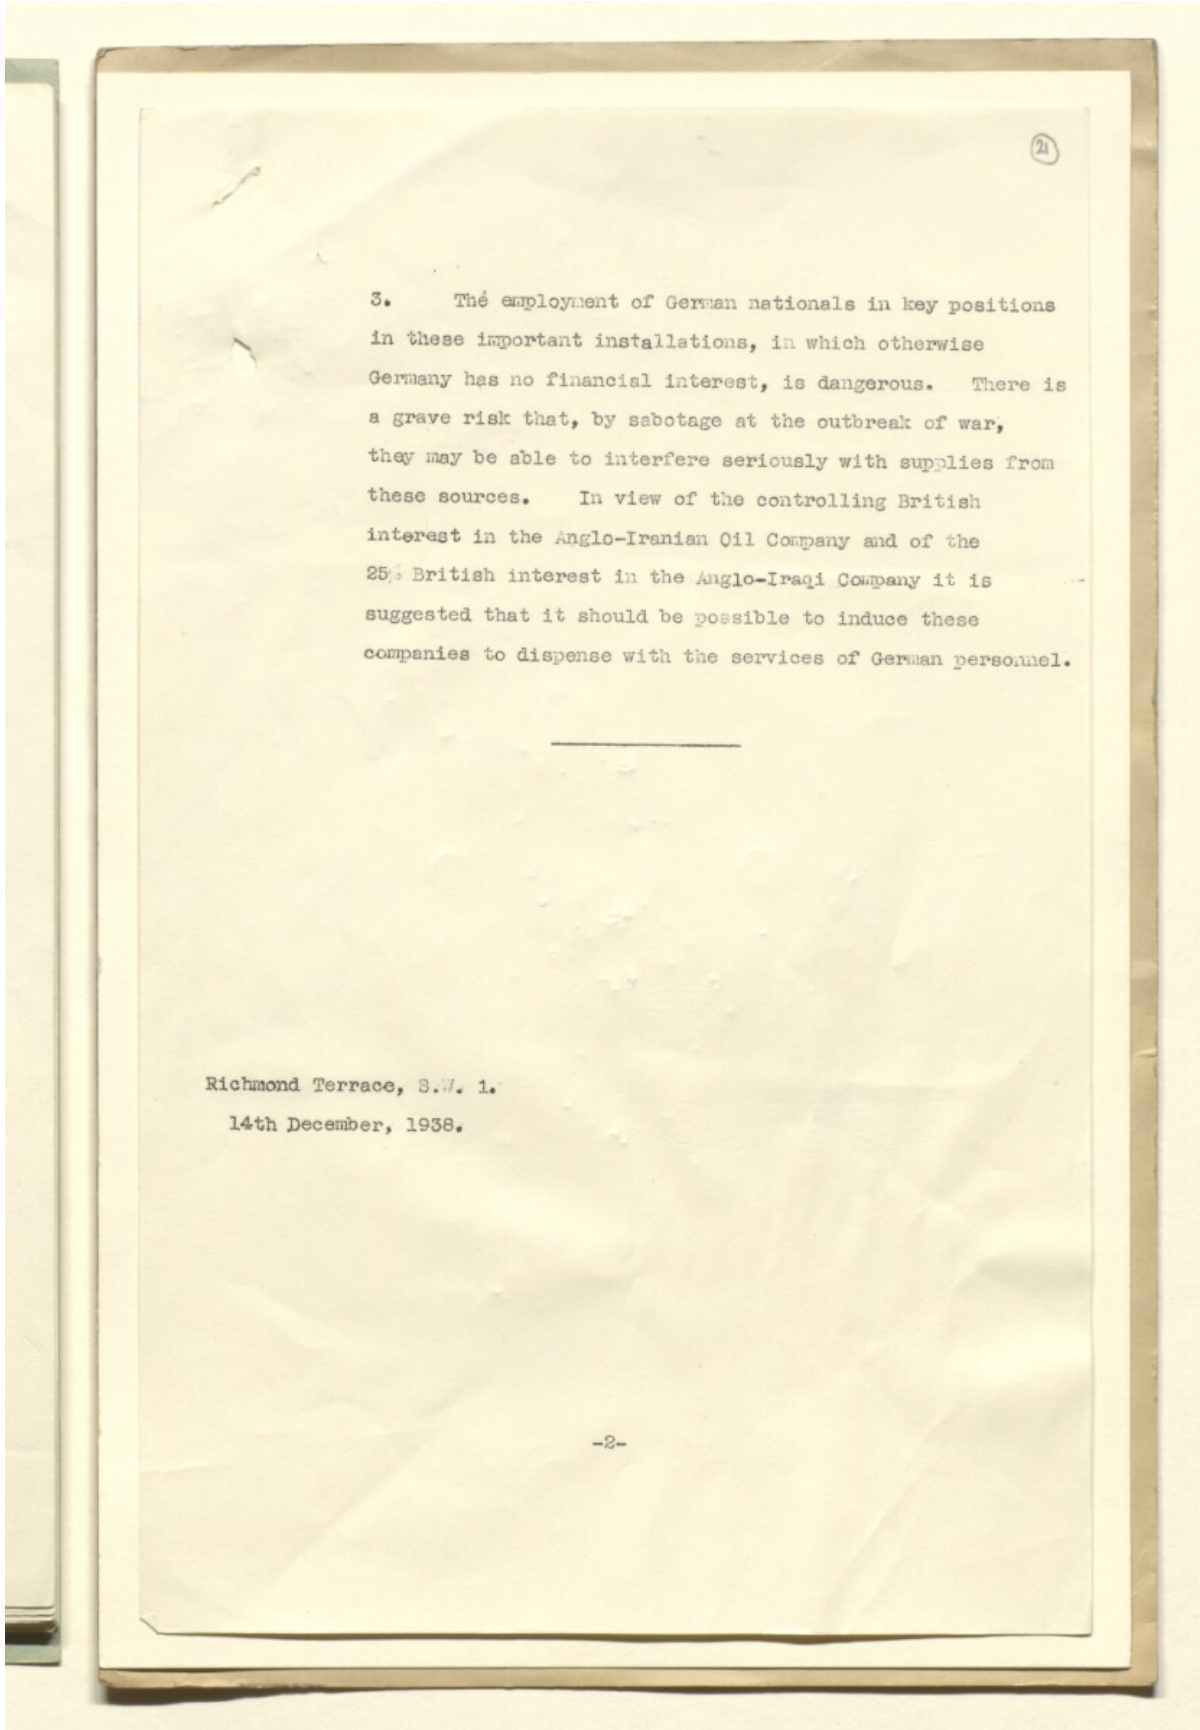 21
3. The employment of German nationals in key positions
in these important installations, in which otherwise
Germany has no financial interest, is dangerous. There is
a grave risk that, by sabotage at the outbreak of war,
they may be able to interfere seriously with supplies from
these sources. In view of the controlling British
interest in the Anglo-Iranian Oil Company and of the
25% British interest in the Anglo-Iraqi Company it is
suggested that it should be possible to induce these
companies to dispense with the services of German personnel.
Richmond Terrace, S.W. 1.
14th December, 1938.
-2-